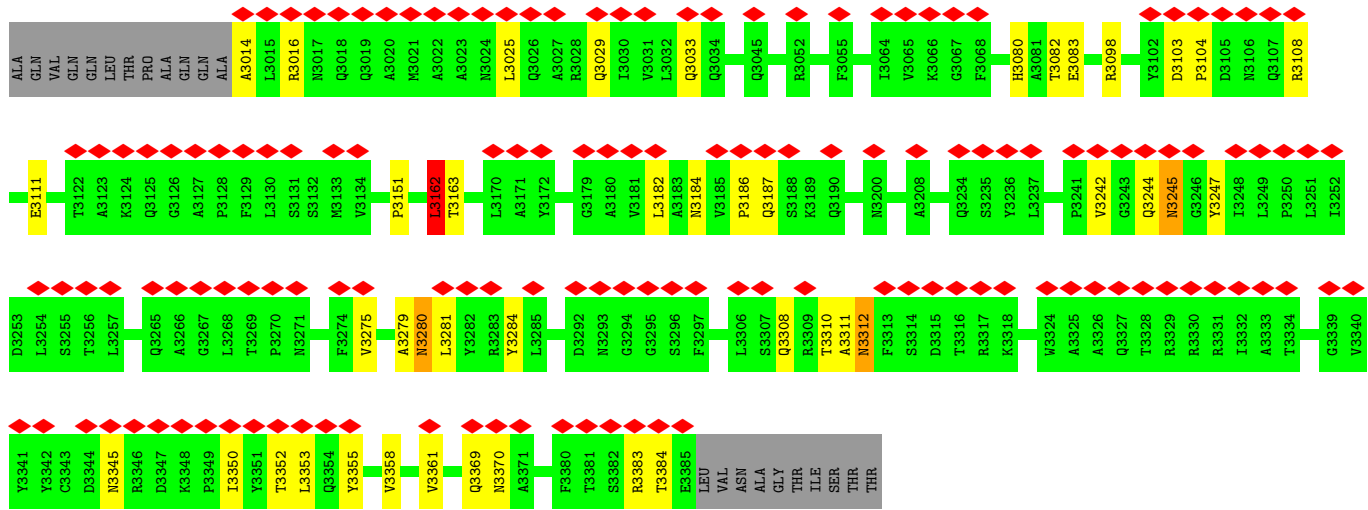 ALA GLN VAL GLN GLN LEU THR PRO ALA GLN GLN ALA A3014 L3015 R3016 N3017 Q3018 Q3019 A3020 M3021 A3022 A3023 N3024 L3025 Q3026 A3027 R3028 Q3029 I3030 V3031 L3032 Q3033 Q3034 Q3045 R3052 F3055 I3064 V3065 K3066 G3067 F3068 H3080 A3081 T3082 E3083 R3098 Y3102 D3103 P3104 D3105 N3106 Q3107 R3108
E3111 T3122 A3123 K3124 Q3125 G3126 A3127 P3128 F3129 L3130 S3131 S3132 M3133 V3134 P3151 L3162 T3163 L3170 A3171 Y3172 G3179 A3180 V3181 L3182 A3183 N3184 V3185 P3186 Q3187 S3188 K3189 Q3190 N3200 A3208 Q3234 S3235 Y3236 L3237 P3241 V3242 G3243 Q3244 N3245 G3246 Y3247 I3248 L3249 P3250 L3251 I3252
D3253 L3254 S3255 T3256 L3257 Q3265 A3266 G3267 L3268 T3269 P3270 N3271 F3274 V3275 A3279 N3280 L3281 Y3282 R3283 Y3284 L3285 D3292 N3293 G3294 G3295 S3296 F3297 L3306 S3307 Q3308 R3309 T3310 A3311 N3312 F3313 S3314 D3315 T3316 R3317 K3318 W3324 A3325 A3326 Q3327 T3328 R3329 R3330 R3331 I3332 A3333 T3334 G3339 V3340
Y3341 Y3342 C3343 D3344 N3345 R3346 D3347 K3348 P3349 I3350 Y3351 T3352 L3353 Q3354 Y3355 V3358 V3361 Q3369 N3370 A3371 F3380 T3381 S3382 R3383 T3384 E3385 LEU VAL ASN ALA GLY THR ILE SER THR THR